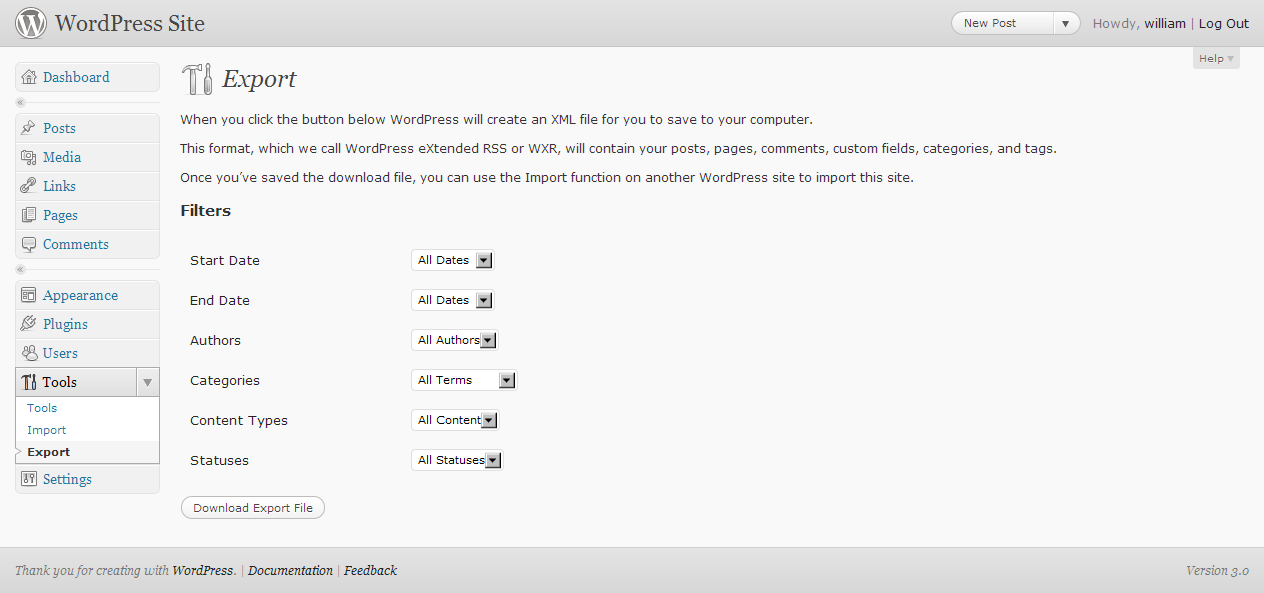 WordPress Site
New Post
Howdy, william | Log Out
Help
Dashboard
Posts
Media
Links
Pages
Comments
Appearance
Plugins
Users
Tools
Tools
Import
Export
Settings
Export
When you click the button below WordPress will create an XML file for you to save to your computer.
This format, which we call WordPress eXtended RSS or WXR, will contain your posts, pages, comments, custom fields, categories, and tags.
Once you’ve saved the download file, you can use the Import function on another WordPress site to import this site.
Filters
Start Date All Dates
End Date All Dates
Authors All Authors
Categories All Terms
Content Types All Content
Statuses All Statuses
Download Export File
Thank you for creating with WordPress. | Documentation | Feedback
Version 3.0